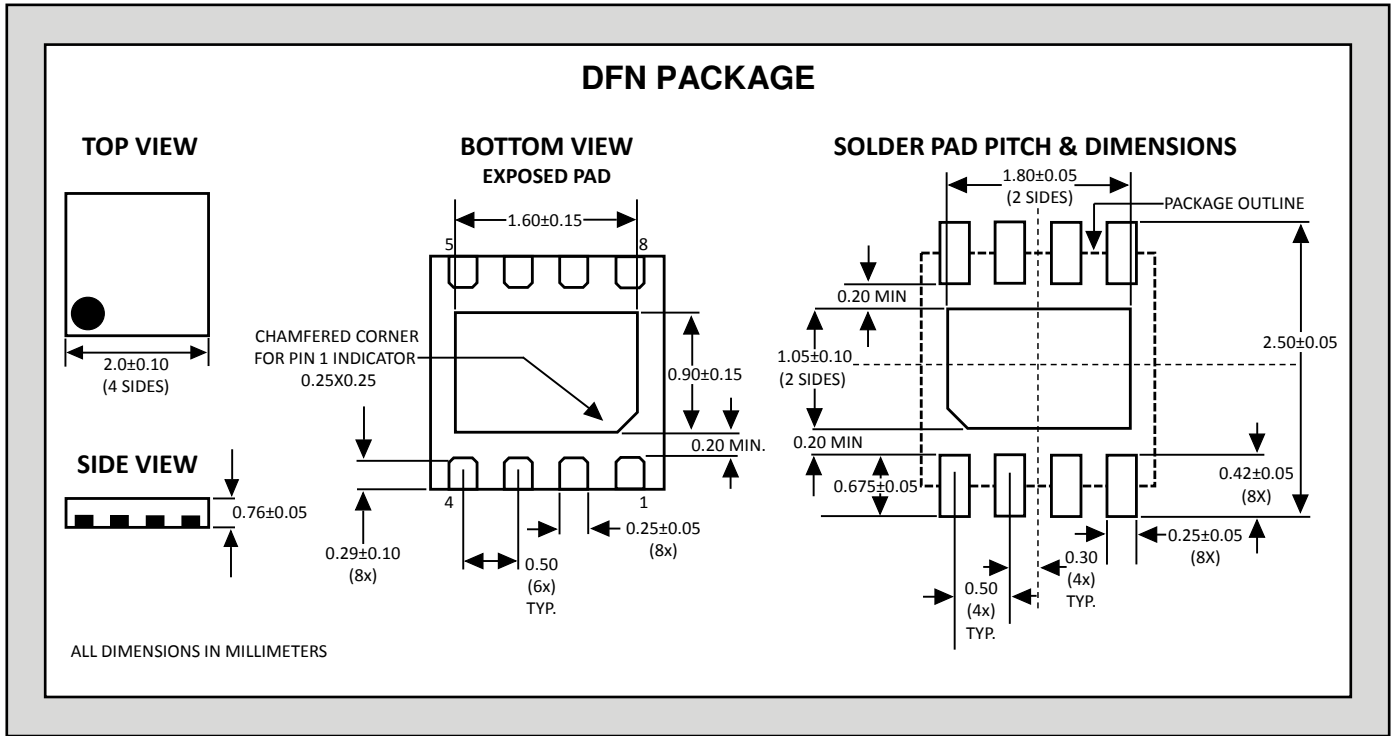 DFN PACKAGE
TOP VIEW
2.0±0.10
(4 SIDES)
SIDE VIEW
0.76±0.05
BOTTOM VIEW
EXPOSED PAD
1.60±0.15
5
8
CHAMFERED CORNER
FOR PIN 1 INDICATOR
0.25X0.25
0.90±0.15
0.20 MIN.
4
1
0.29±0.10
(8x)
0.50
(6x)
TYP.
0.25±0.05
(8x)
SOLDER PAD PITCH & DIMENSIONS
1.80±0.05
(2 SIDES)
PACKAGE OUTLINE
0.20 MIN
1.05±0.10
(2 SIDES)
2.50±0.05
0.20 MIN
0.675±0.05
0.42±0.05
(8X)
0.50
(4x)
TYP.
0.30
(4x)
TYP.
0.25±0.05
(8X)
ALL DIMENSIONS IN MILLIMETERS